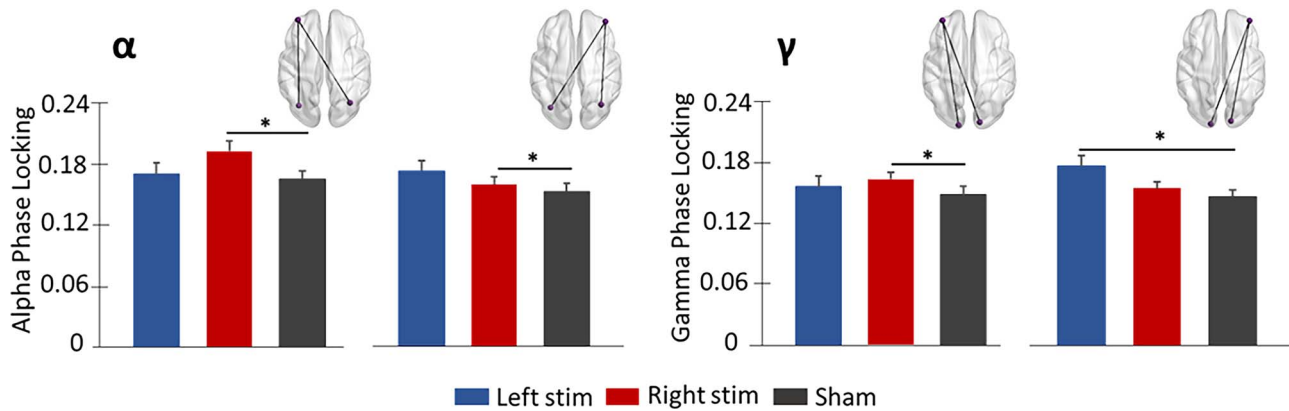 α
γ
Alpha Phase Locking
0.24
0.18
0.12
0.06
0
*
*
Gamma Phase Locking
0.24
0.18
0.12
0.06
0
*
*
Left stim
Right stim
Sham